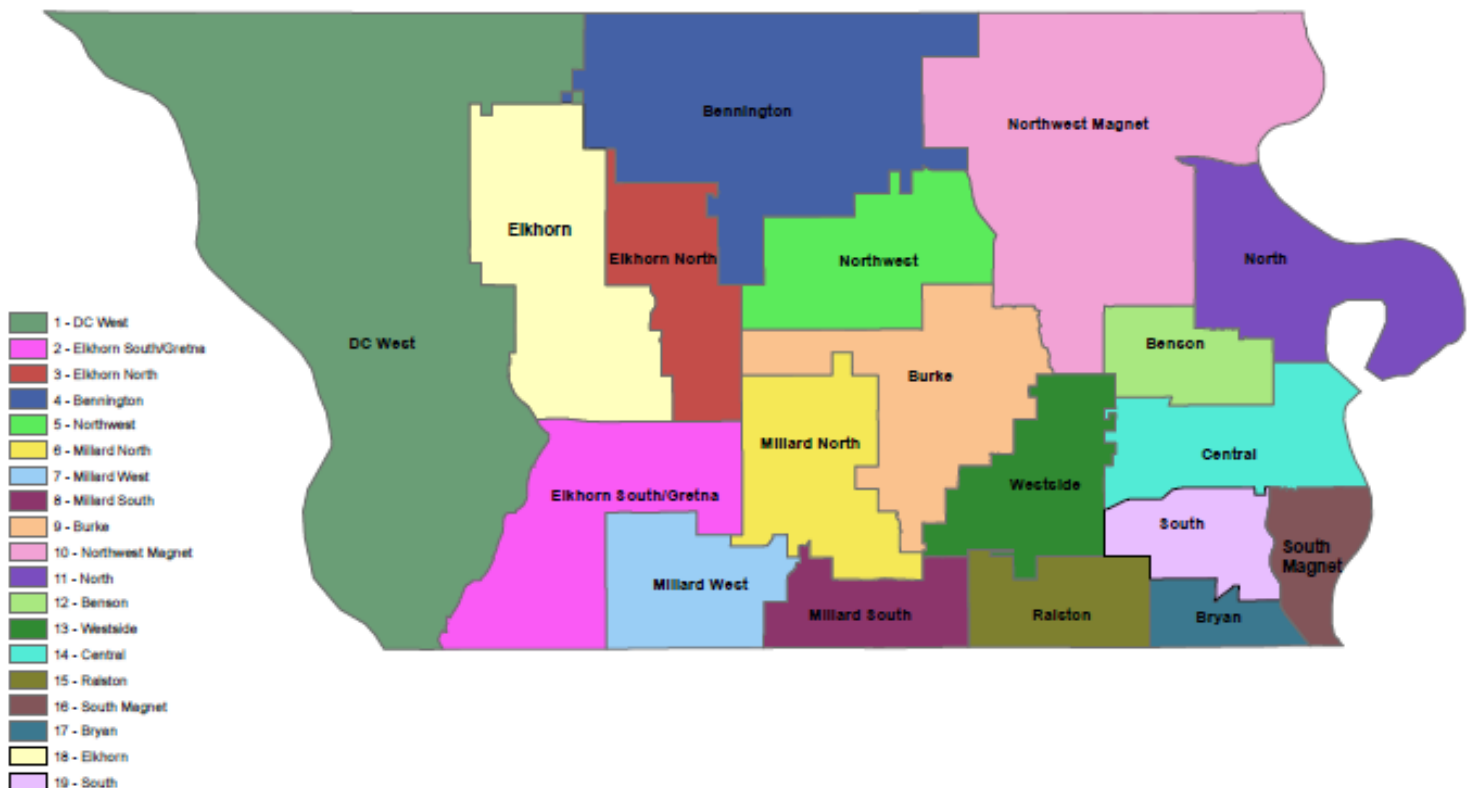 Bennington
Northwest Magnet
Elkhorn
Elkhorn North
Northwest
North
DC West
Benson
Burke
Millard North
Central
Westside
Elkhorn South/Gretna
South
South
Magnet
Millard West
Millard South
Ralston
Bryan
1 - DC West
2 - Elkhorn South/Gretna
3 - Elkhorn North
4 - Bennington
5 - Northwest
6 - Millard North
7 - Millard West
8 - Millard South
9 - Burke
10 - Northwest Magnet
11 - North
12 - Benson
13 - Westside
14 - Central
15 - Ralston
16 - South Magnet
17 - Bryan
18 - Elkhorn
19 - South